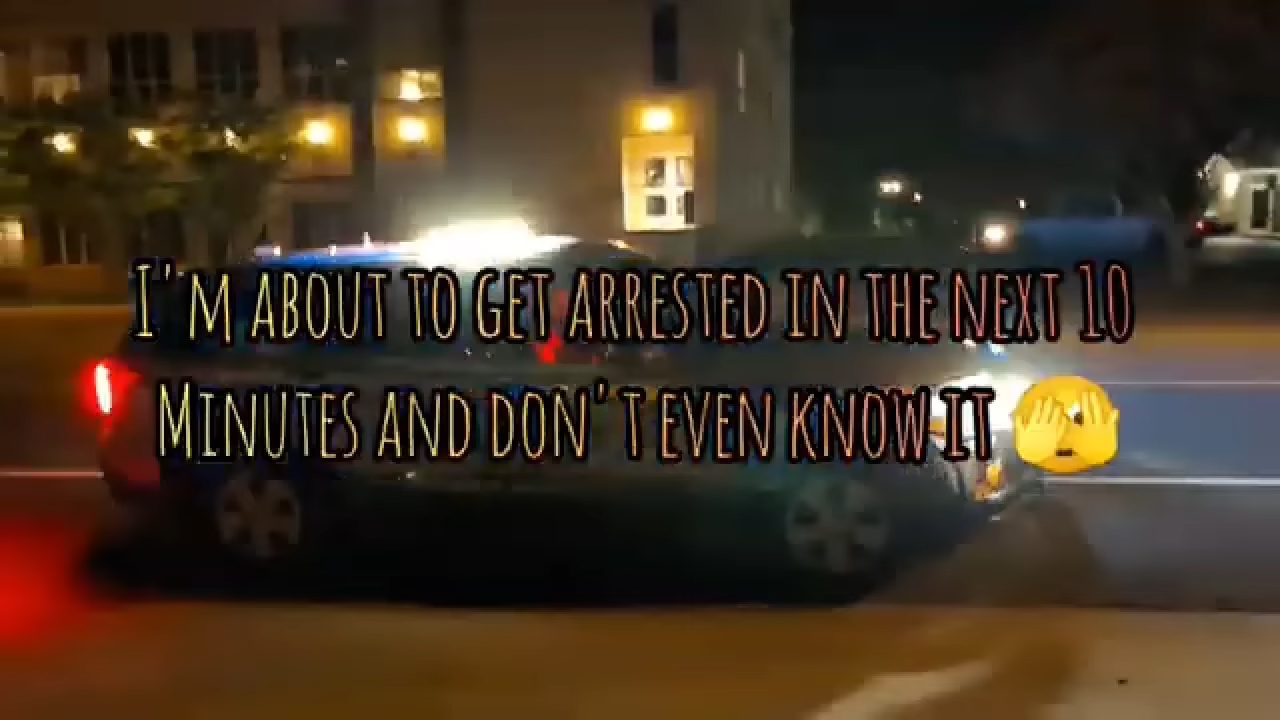 I'm about to get arrested in the next 10
Minutes and don't even know it 🫣